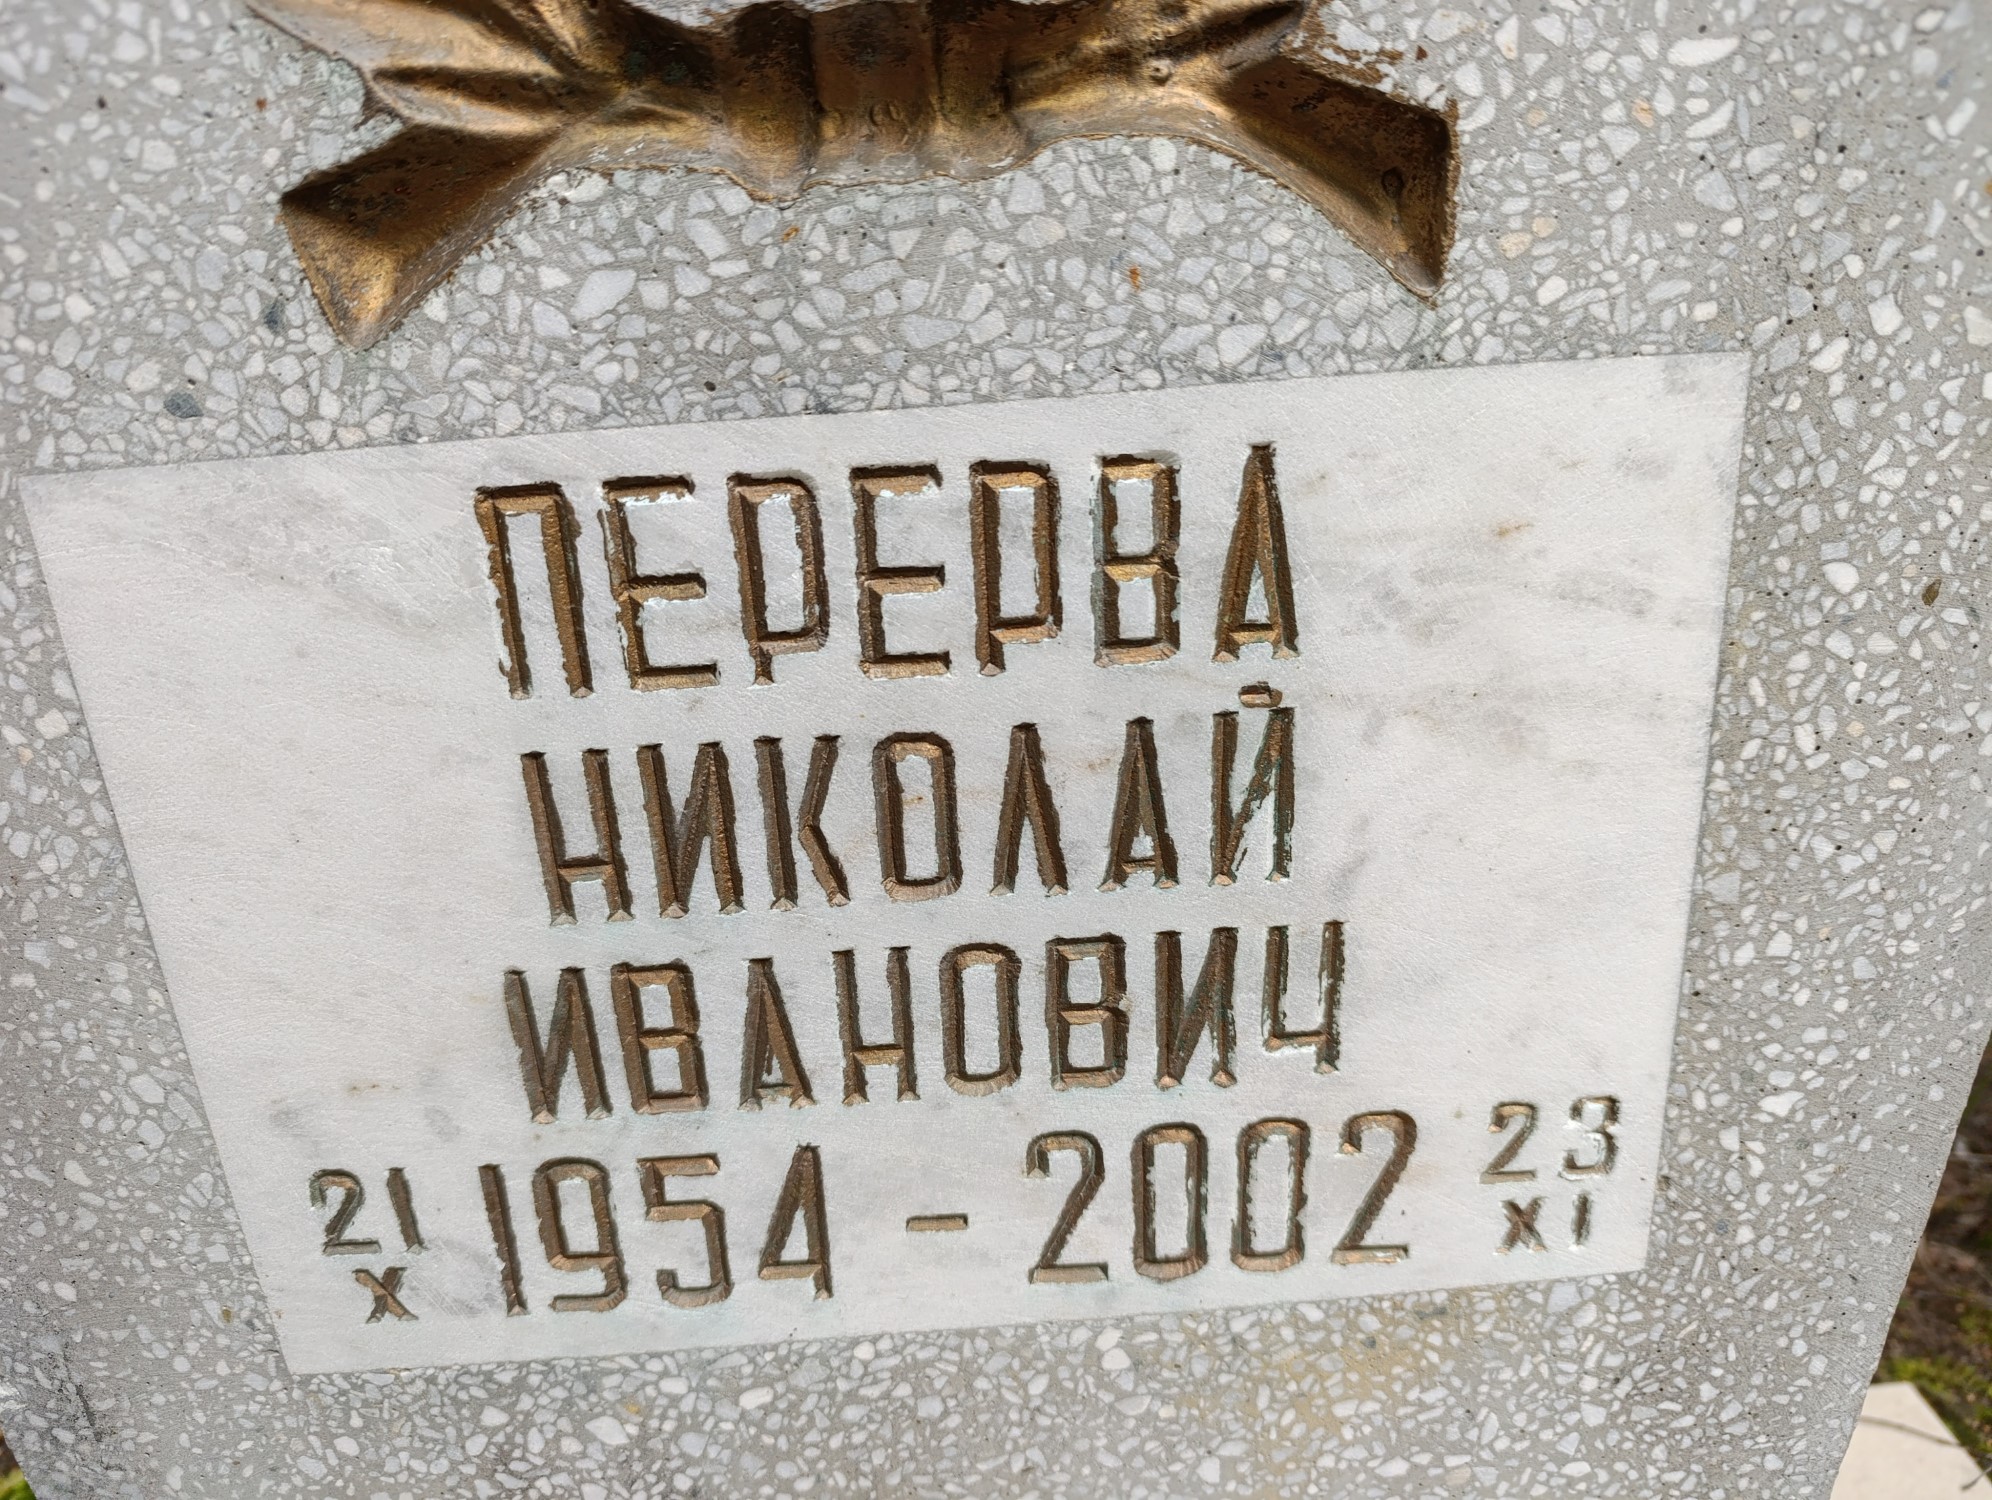 ПЕРЕРВА
НИКОЛАЙ
ИВАНОВИЧ
21 X 1954 - 2002 23 XI